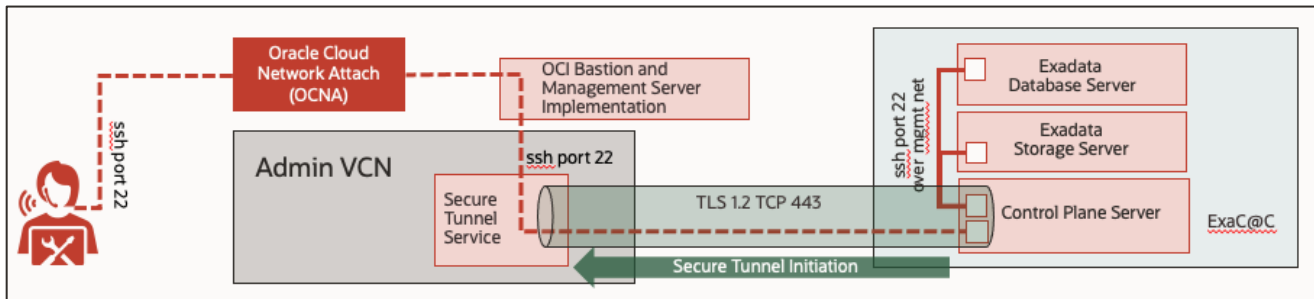 Oracle Cloud
Network Attach
(OCNA)
OCI Bastion and
Management Server
Implementation
ssh port 22
Admin VCN
ssh port 22
Secure
Tunnel
Service
TLS 1.2 TCP 443
Secure Tunnel Initiation
ssh port 22
over mgmt net
Exadata
Database Server
Exadata
Storage Server
Control Plane Server
ExaC@C